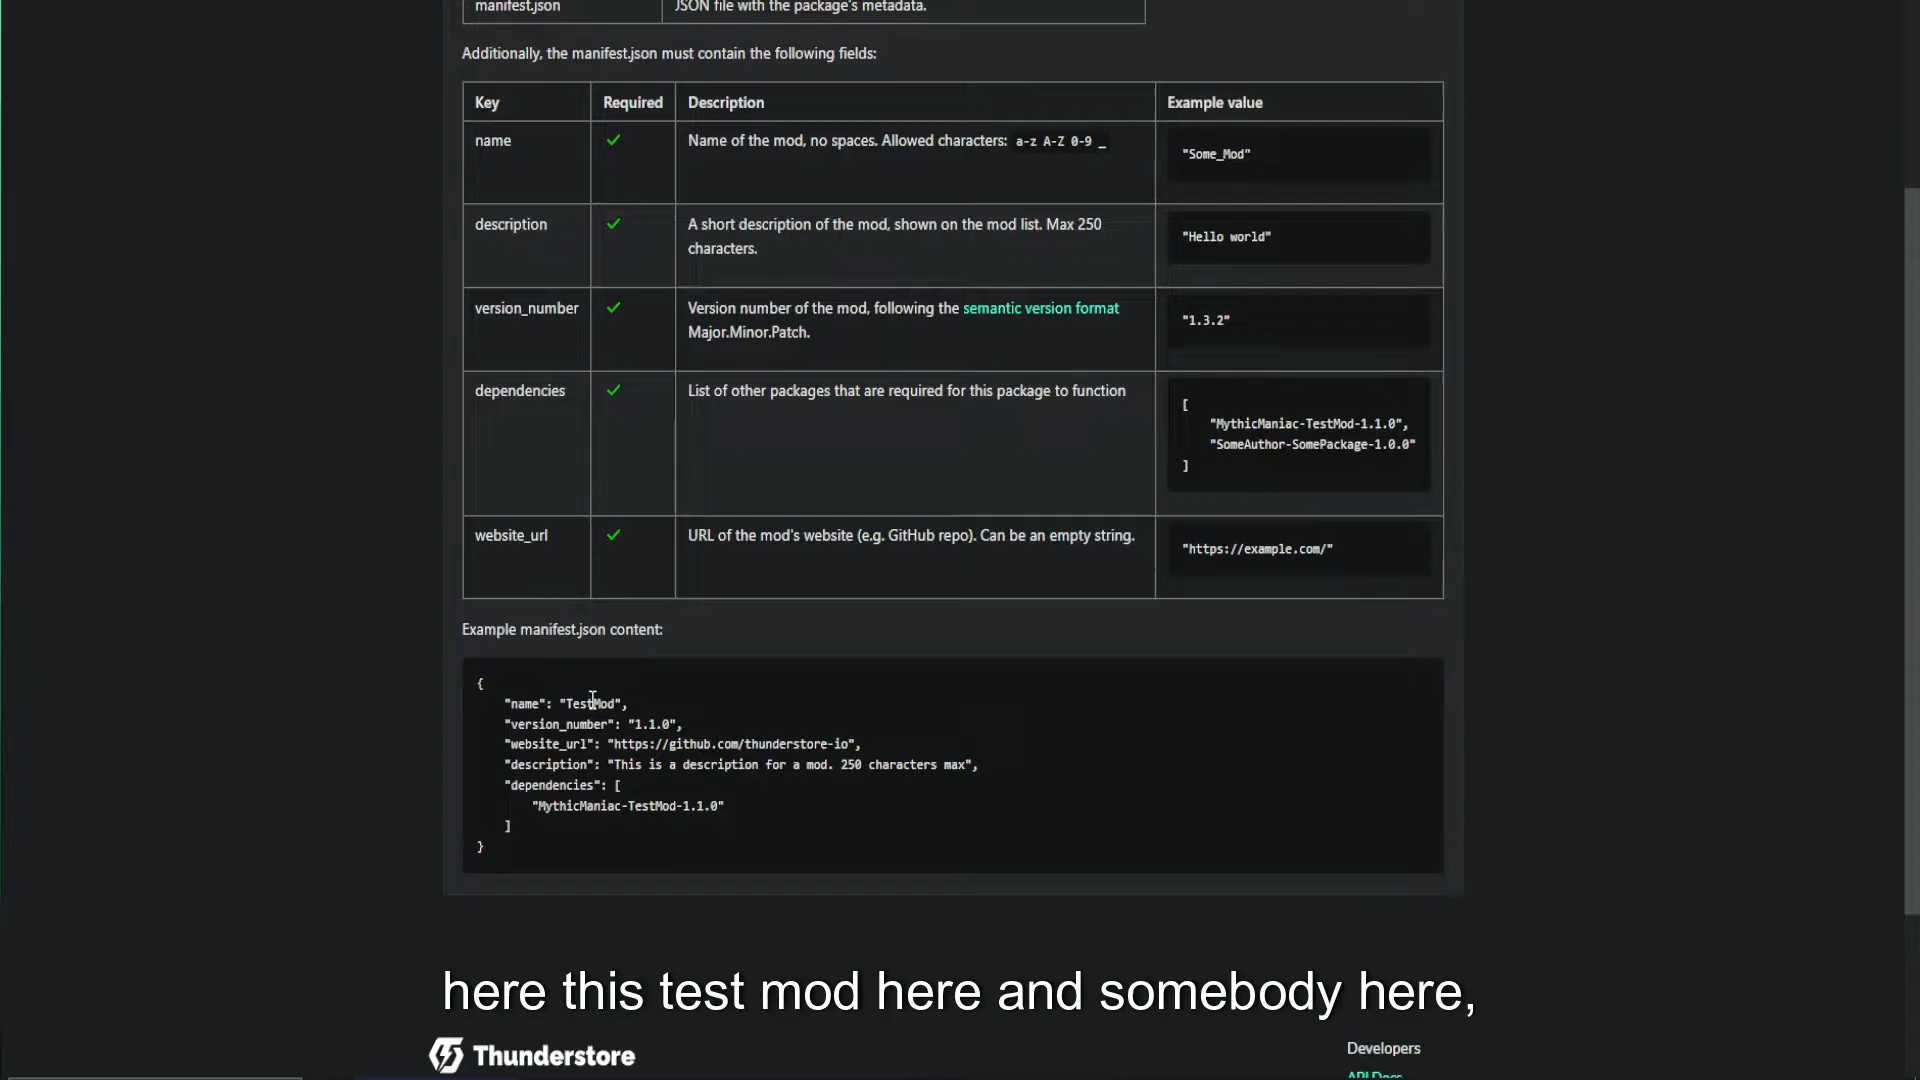 manifest.json JSON file with the package's metadata.
Additionally, the manifest.json must contain the following fields:
Key Required Description Example value
name Name of the mod, no spaces. Allowed characters: a-z A-Z 0-9 _ "Some_Mod"
description A short description of the mod, shown on the mod list. Max 250
characters. "Hello world"
version_number Version number of the mod, following the semantic version format
Major.Minor.Patch. "1.3.2"
dependencies List of other packages that are required for this package to function
[
"MythicManiac-TestMod-1.1.0",
"SomeAuthor-SomePackage-1.0.0"
]
website_url URL of the mod's website (e.g. GitHub repo). Can be an empty string. "https://example.com/"
Example manifest.json content:
{
"name": "TestMod",
"version_number": "1.1.0",
"website_url": "https://github.com/thunderstore-io",
"description": "This is a description for a mod. 250 characters max",
"dependencies": [
"MythicManiac-TestMod-1.1.0"
]
}
here this test mod here and somebody here,
Thunderstore
Developers
API Docs